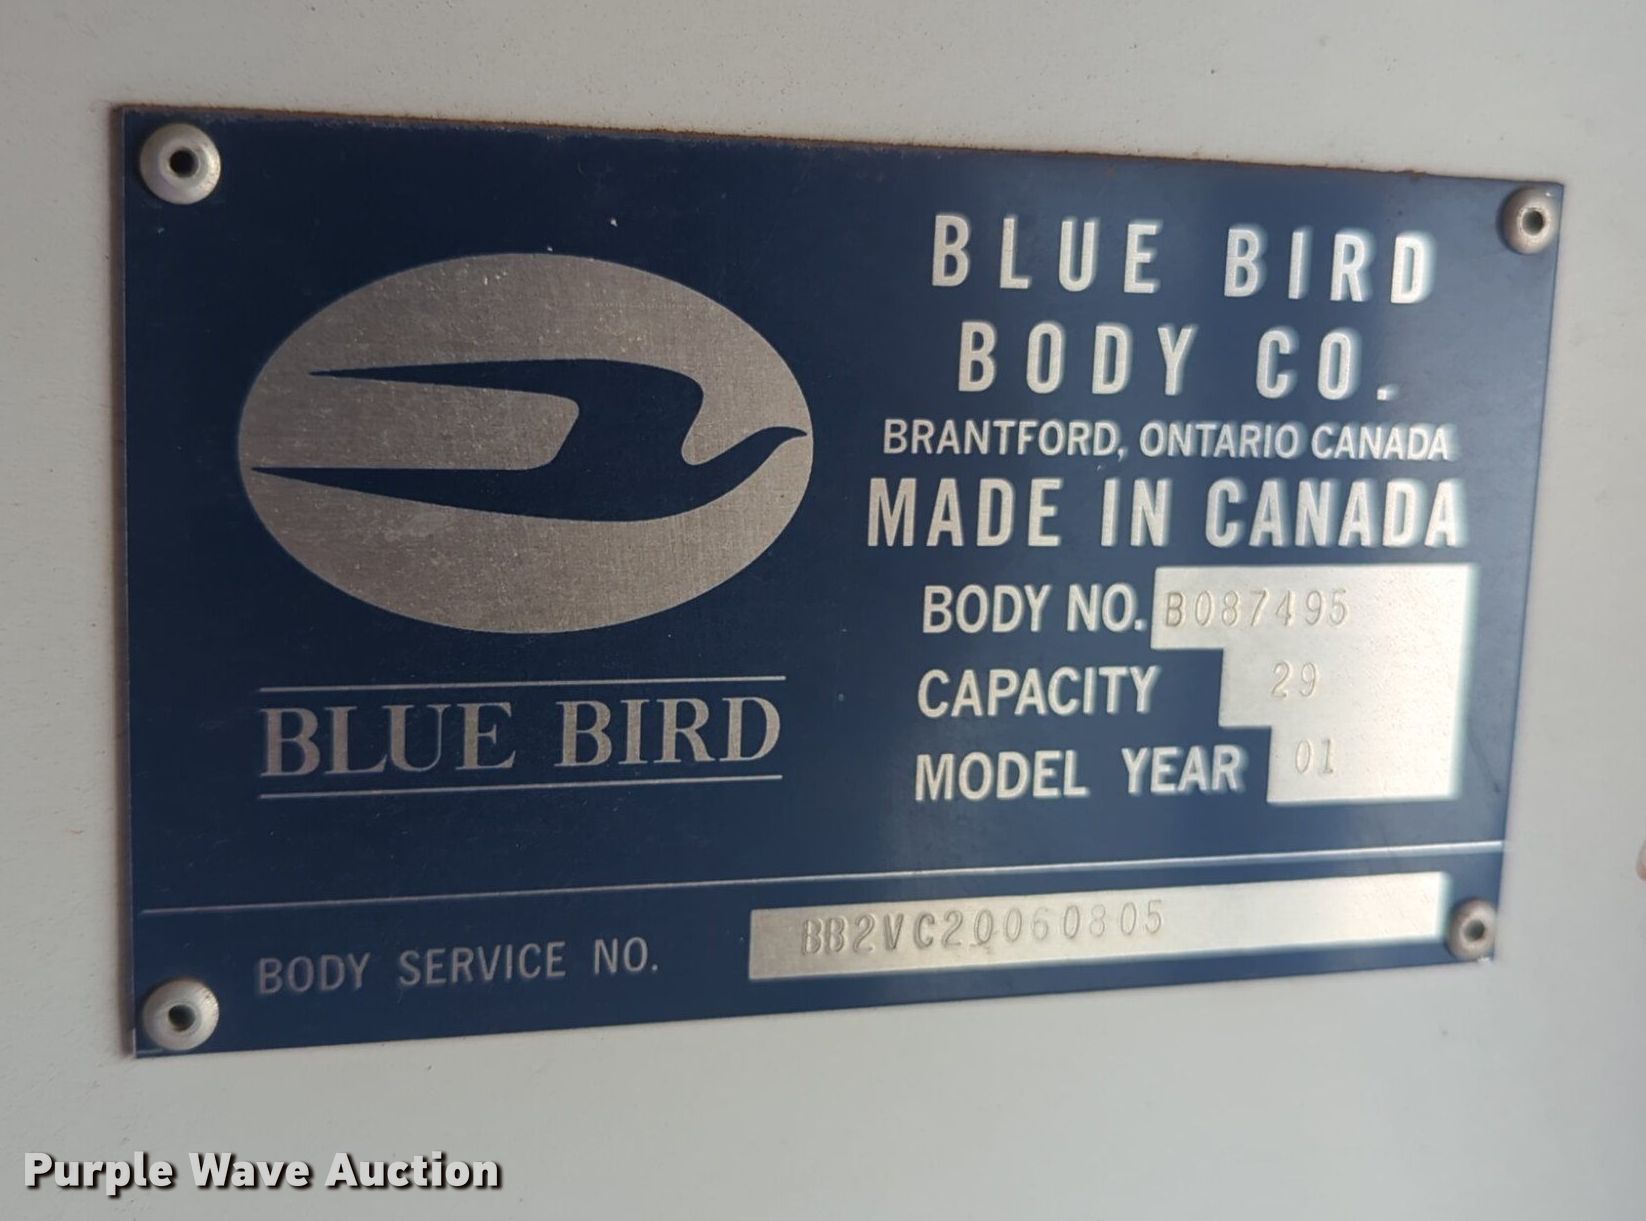 BLUE BIRD
BODY CO.
BRANTFORD, ONTARIO CANADA
MADE IN CANADA
BODY NO. B087495
CAPACITY 29
MODEL YEAR 01
BLUE BIRD
BODY SERVICE NO. BB2VC20060805
Purple Wave Auction